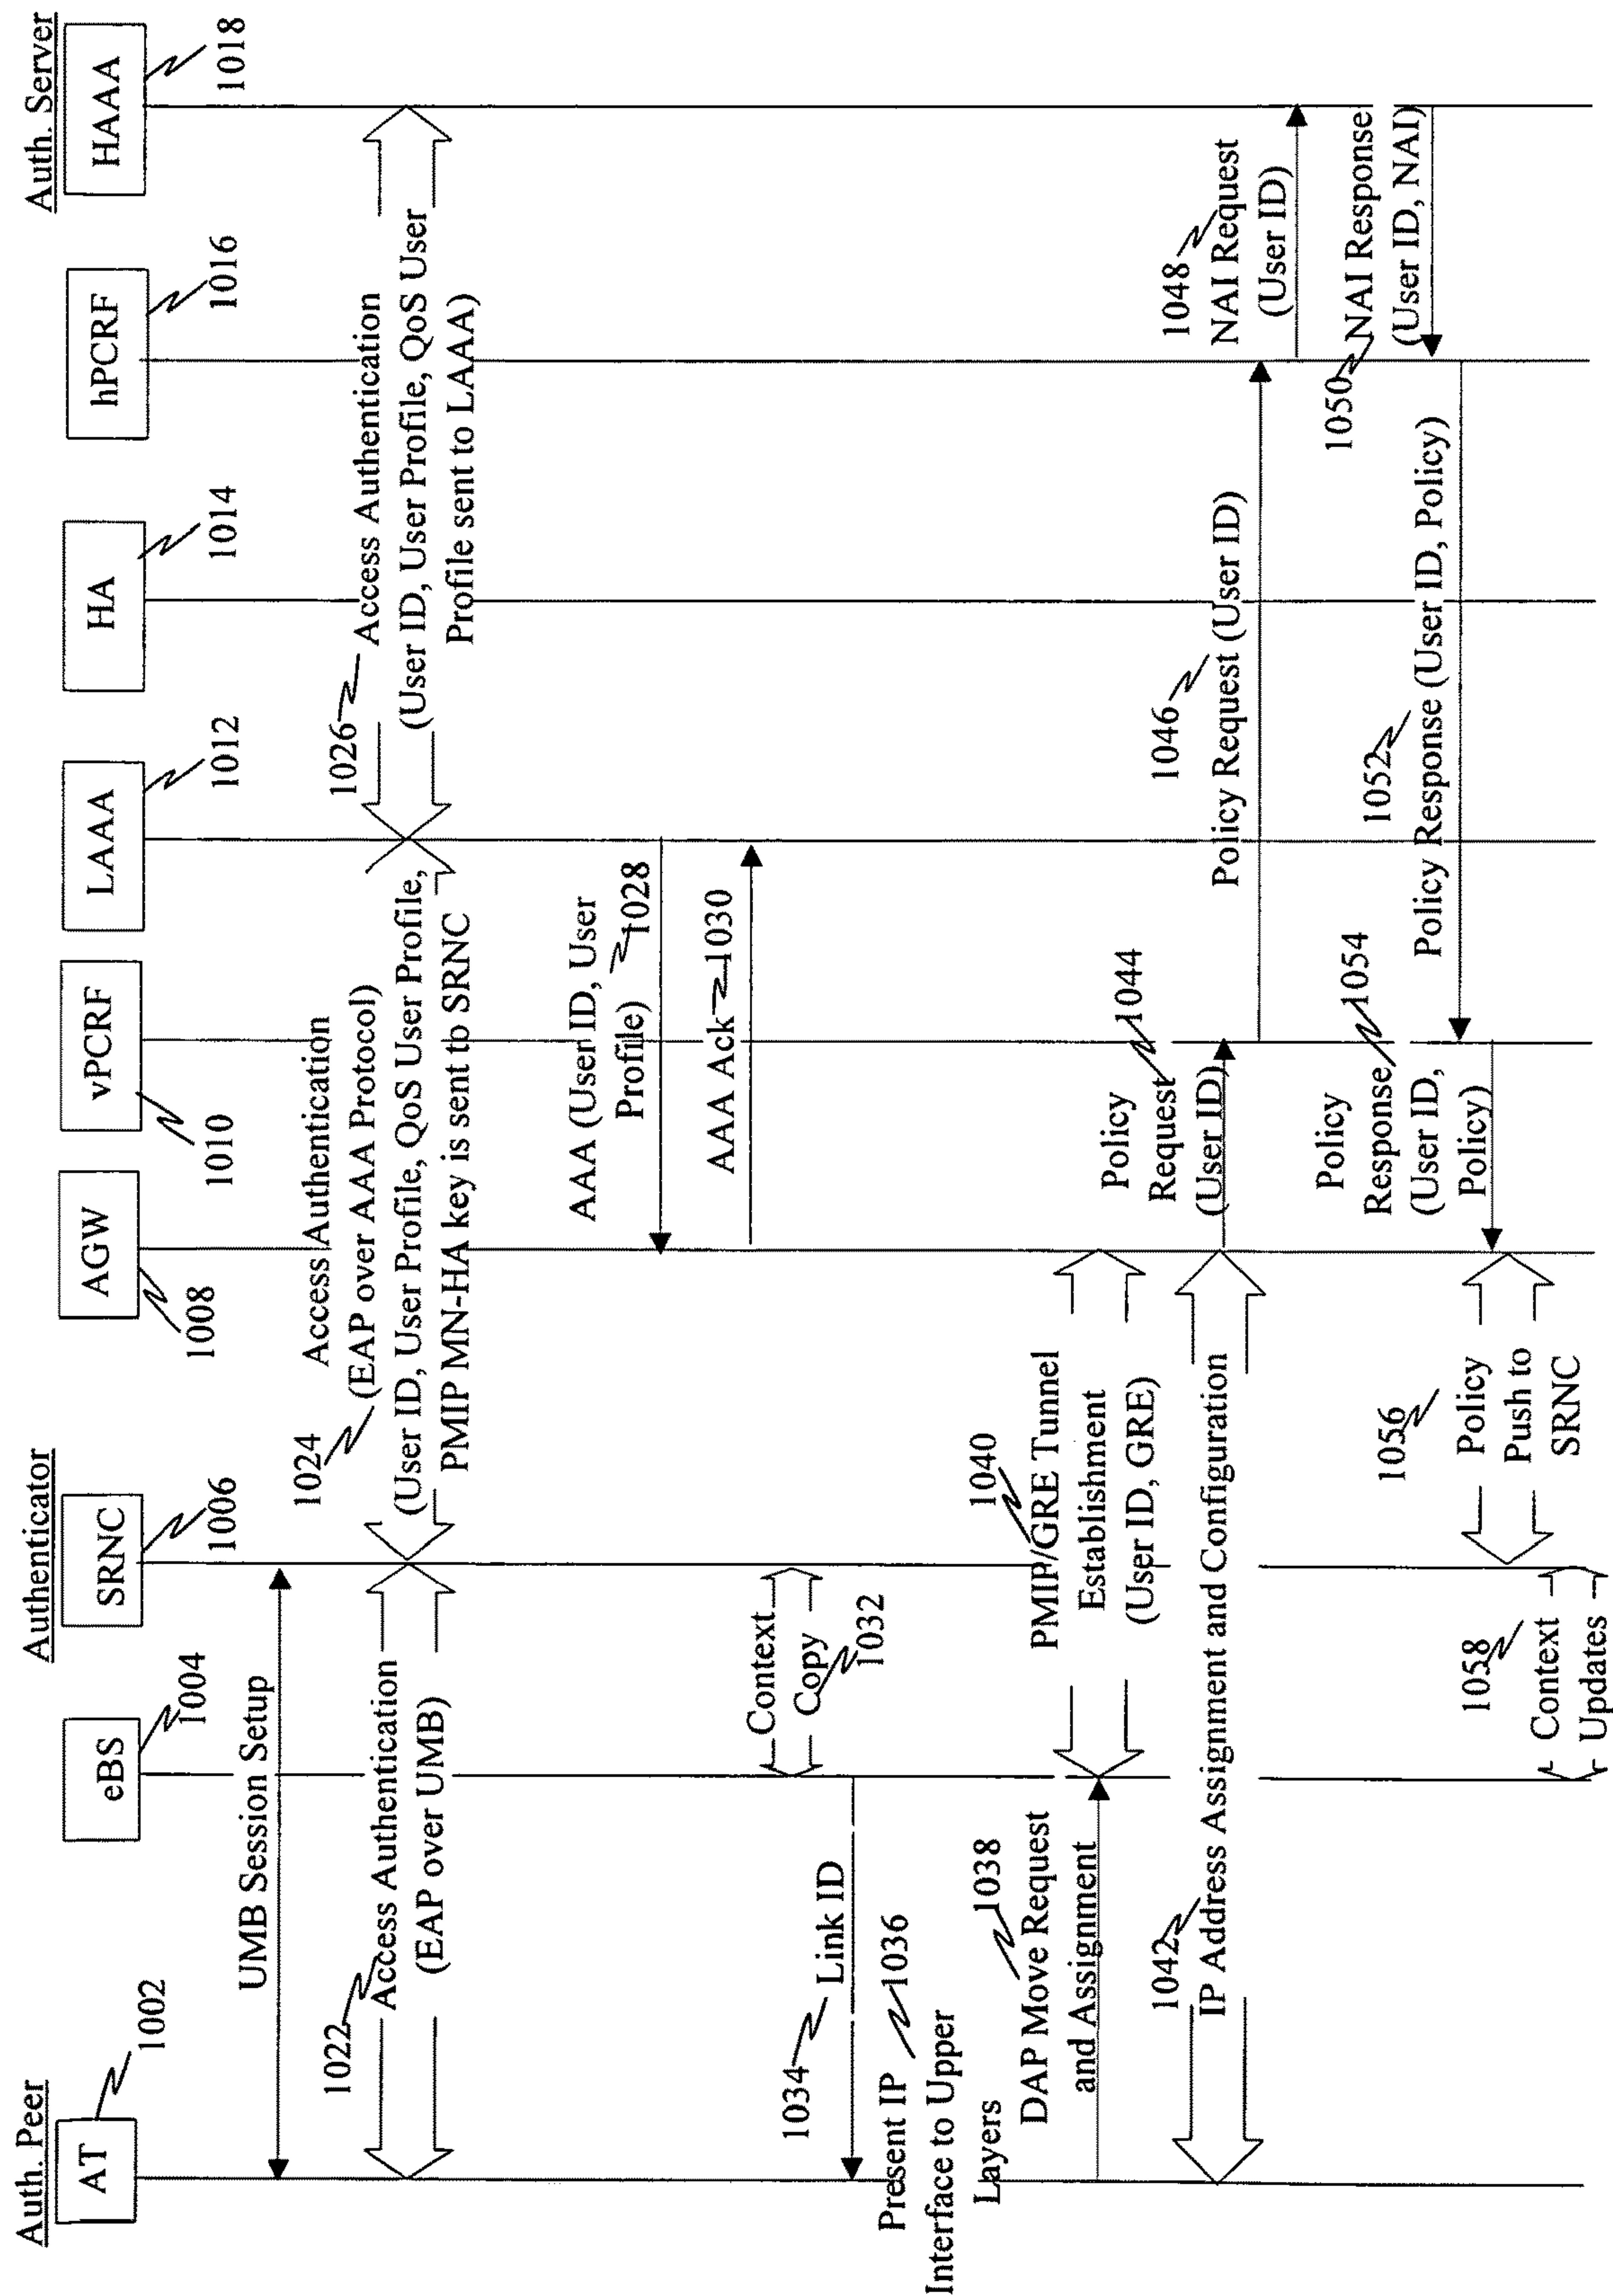 Auth. Peer
Authenticator
Auth. Server
AT
eBS
SRNC
AGW
vPCRF
LAAA
HA
hPCRF
HAAA
1002
1004
1006
1008
1010
1012
1014
1016
1018
UMB Session Setup
1022
Access Authentication
(EAP over UMB)
1024
Access Authentication
(EAP over AAA Protocol)
(User ID, User Profile, QoS User Profile,
PMIP MN-HA key is sent to SRNC
1026
Access Authentication
(User ID, User Profile, QoS User
Profile sent to LAAA)
AAA (User ID, User
Profile)
1028
AAA Ack
1030
Context
Copy
1032
1034
Link ID
Present IP
1036
Interface to Upper
Layers
DAP Move Request
1038
and Assignment
1040
PMIP/GRE Tunnel
Establishment
(User ID, GRE)
1042
IP Address Assignment and Configuration
Policy
1044
Request
(User ID)
1046
Policy Request (User ID)
1048
NAI Request
(User ID)
1050
NAI Response
(User ID, NAI)
1052
Policy Response (User ID, Policy)
Policy
1054
Response
(User ID,
Policy)
1056
Policy
Push to
SRNC
1058
Context
Updates